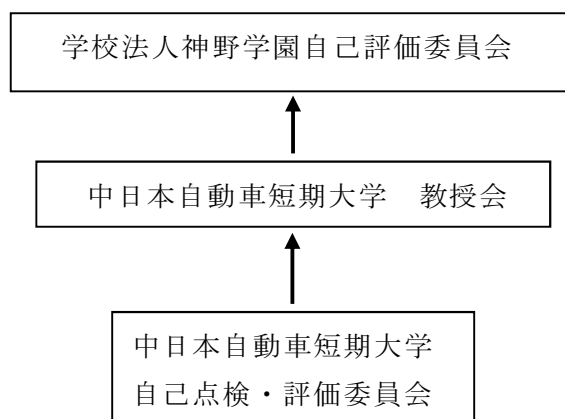 学校法人神野学園自己評価委員会
中日本自動車短期大学　教授会
中日本自動車短期大学
自己点検・評価委員会